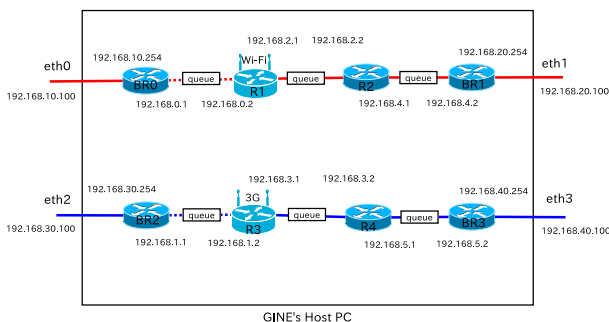 192.168.2.1 192.168.2.2
192.168.10.254 192.168.20.254
eth0 Wi-Fi eth1
queue queue queue
BR0 R1 R2 BR1
192.168.10.100 192.168.20.100
192.168.0.1 192.168.0.2 192.168.4.1 192.168.4.2
192.168.3.1 192.168.3.2
192.168.30.254 192.168.40.254
eth2 3G eth3
queue queue queue
BR2 R3 R4 BR3
192.168.30.100 192.168.40.100
192.168.1.1 192.168.1.2 192.168.5.1 192.168.5.2
GINE's Host PC